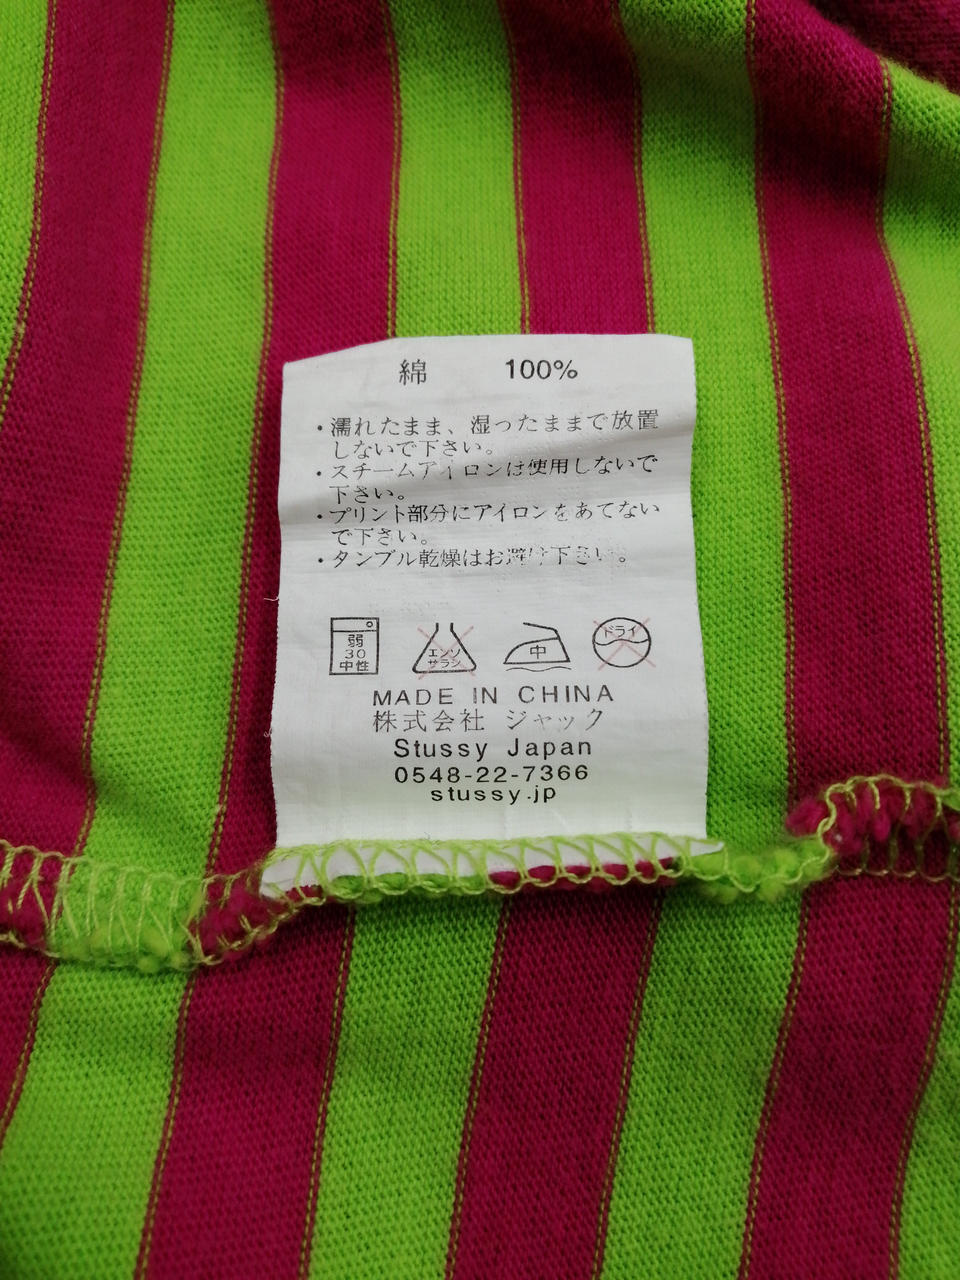 綿 100%
・濡れたまま、湿ったままで放置
しないで下さい。
・スチームアイロンは使用しないで
下さい。
・プリント部分にアイロンをあてない
で下さい。
・タンブル乾燥はお避け下さい。
弱
30
中性
エンソ
サラシ
中
ドライ
MADE IN CHINA
株式会社 ジャック
Stussy Japan
0548-22-7366
stussy.jp